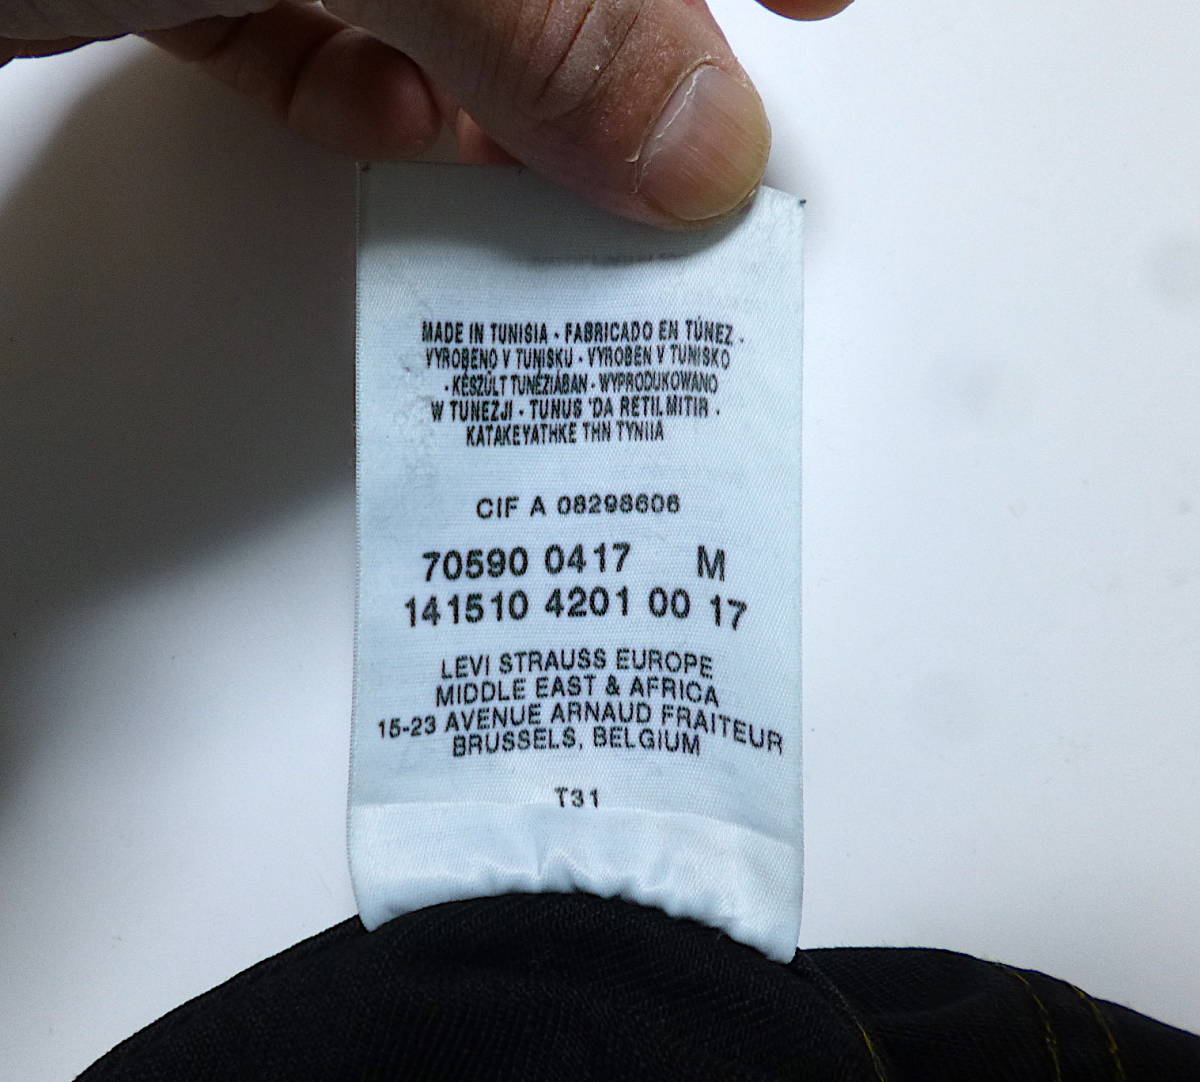 MADE IN TUNISIA - FABRICADO EN TÚNEZ -
VYROBENO V TUNISKU - VYROBEN V TUNISKO
- KÉSZÜLT TUNÉZIÁBAN - WYPRODUKOWANO
W TUNEZJI - TUNUS 'DA RETILMITIR -
KATAKEYATHKE THN TYNIIA
CIF A 08298606
70590 0417 M
141510 4201 00 17
LEVI STRAUSS EUROPE
MIDDLE EAST & AFRICA
15-23 AVENUE ARNAUD FRAITEUR
BRUSSELS, BELGIUM
T31